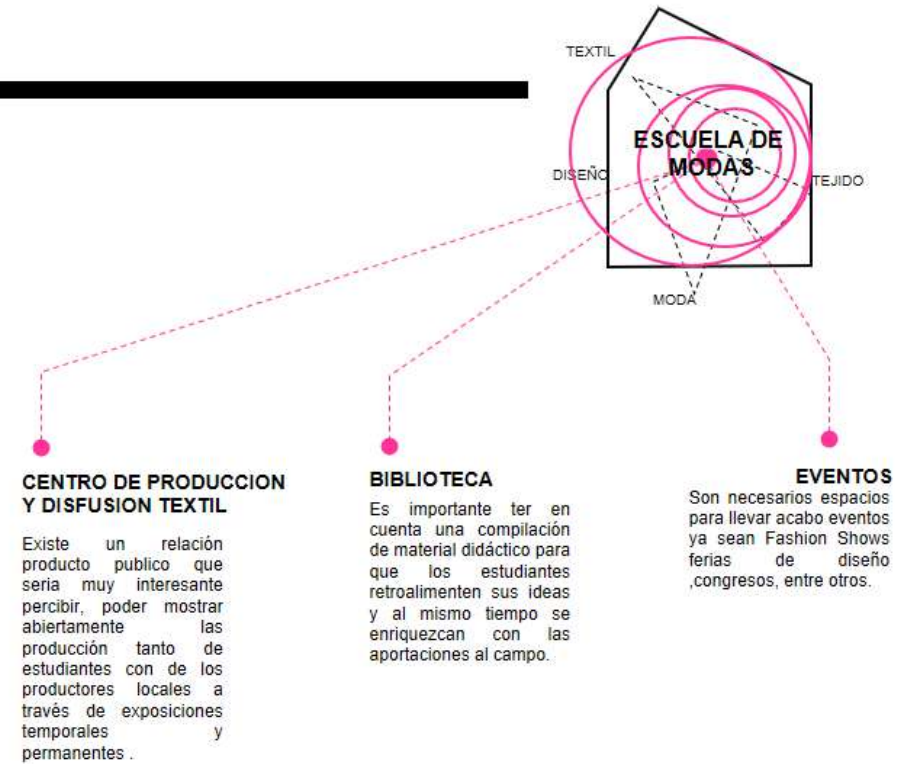 TEXTIL
ESCUELA DE
MODAS
DISEÑO
TEJIDO
MODA
CENTRO DE PRODUCCION
Y DISFUSION TEXTIL
Existe un relación
producto publico que
seria muy interesante
percibir, poder mostrar
abiertamente las
producción tanto de
estudiantes con de los
productores locales a
través de exposiciones
temporales y
permanentes .
BIBLIOTECA
Es importante ter en
cuenta una compilación
de material didáctico para
que los estudiantes
retroalimenten sus ideas
y al mismo tiempo se
enriquezcan con las
aportaciones al campo.
EVENTOS
Son necesarios espacios
para llevar acabo eventos
ya sean Fashion Shows
ferias de diseño
,congresos, entre otros.